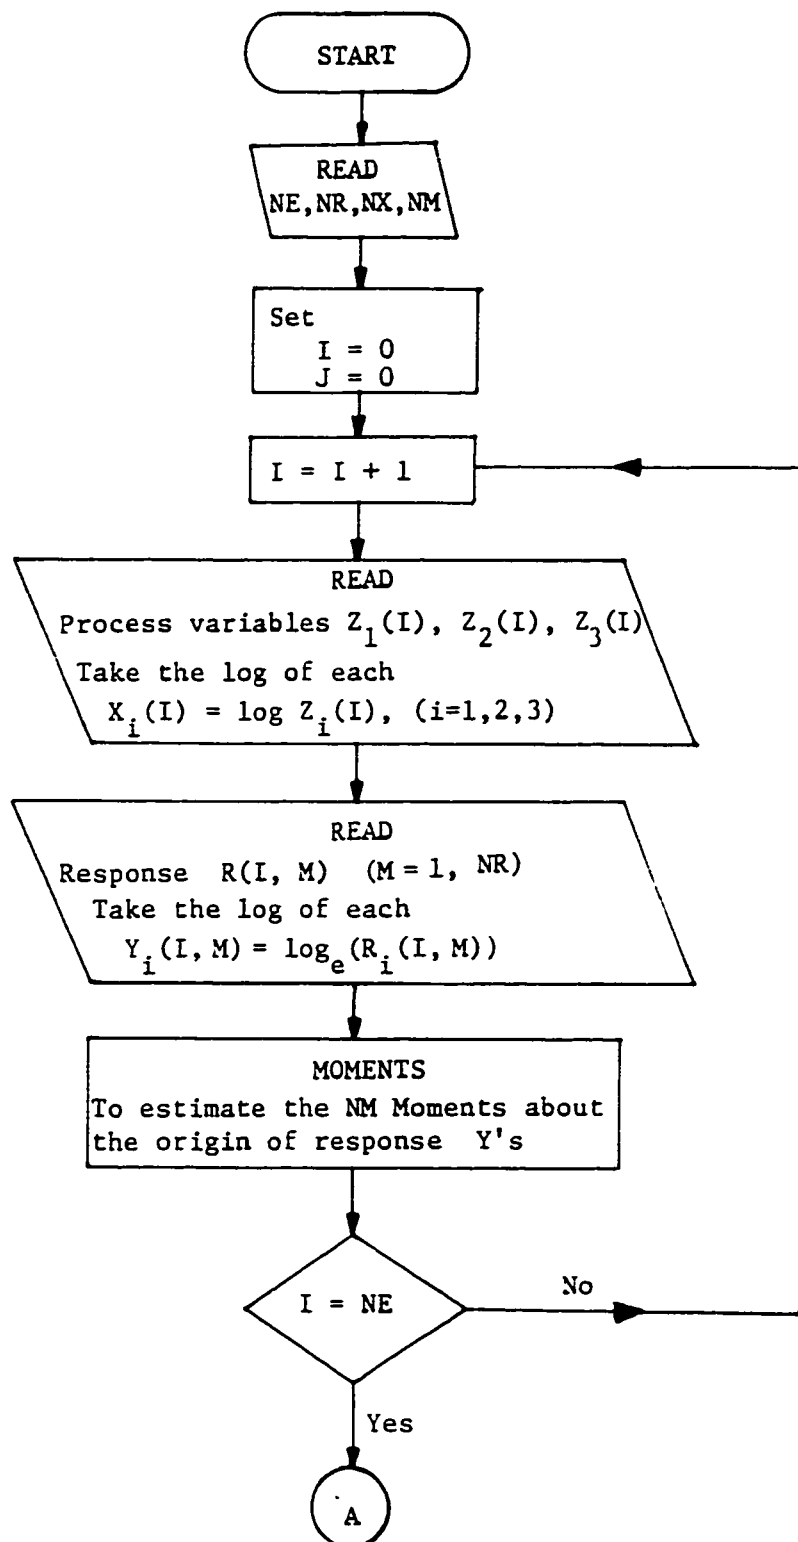 START
READ
NE,NR,NX,NM
Set
I = 0
J = 0
I = I + 1
READ
Process variables Z₁(I), Z₂(I), Z₃(I)
Take the log of each
Xᵢ(I) = log Zᵢ(I), (i=1,2,3)
READ
Response R(I, M) (M = 1, NR)
Take the log of each
Yᵢ(I, M) = logₑ(Rᵢ(I, M))
MOMENTS
To estimate the NM Moments about
the origin of response Y's
I = NE
No
Yes
A